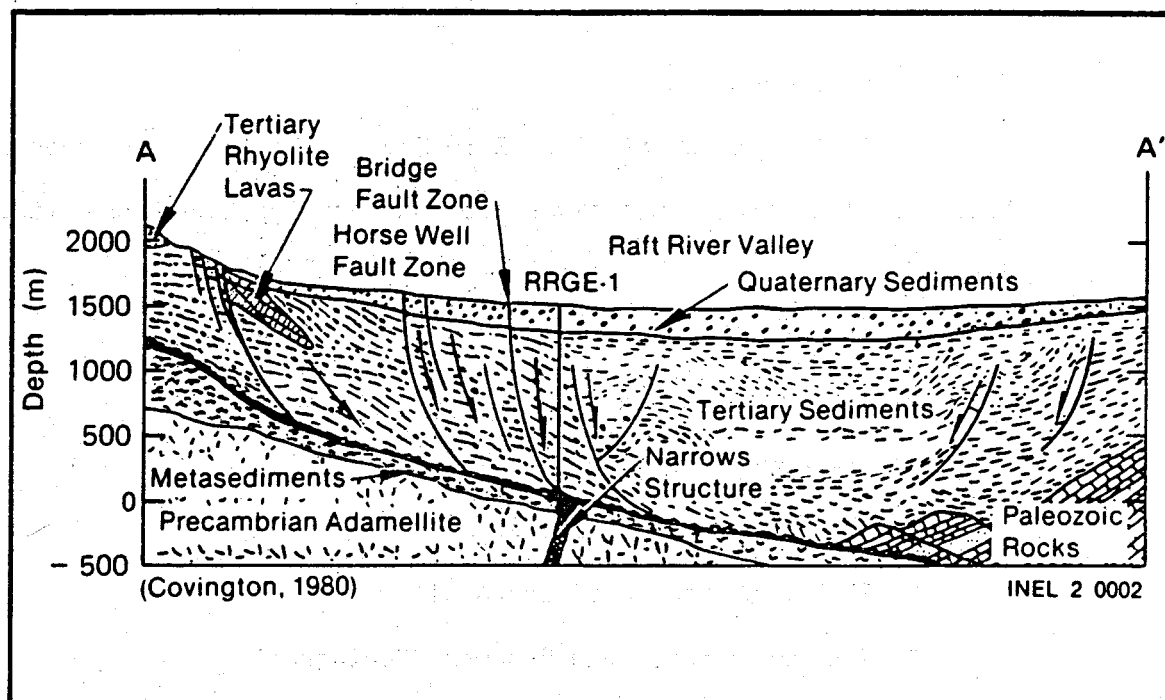 Tertiary
Rhyolite
Lavas
A
A'
Bridge
Fault Zone
Horse Well
Fault Zone
RRGE-1
Raft River Valley
Quaternary Sediments
Depth (m)
2000
1500
1000
500
0
– 500
Tertiary Sediments
Narrows
Structure
Metasediments
Precambrian Adamellite
Paleozoic
Rocks
(Covington, 1980)
INEL 2 0002